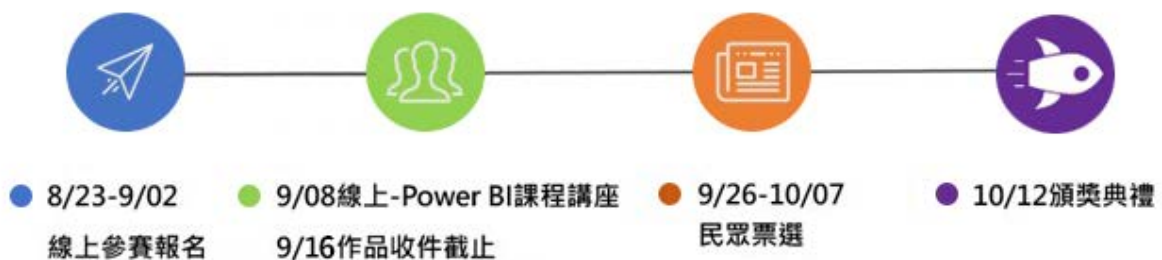 8/23-9/02
線上參賽報名
9/08線上-Power BI課程講座
9/16作品收件截止
9/26-10/07
民眾票選
10/12頒獎典禮